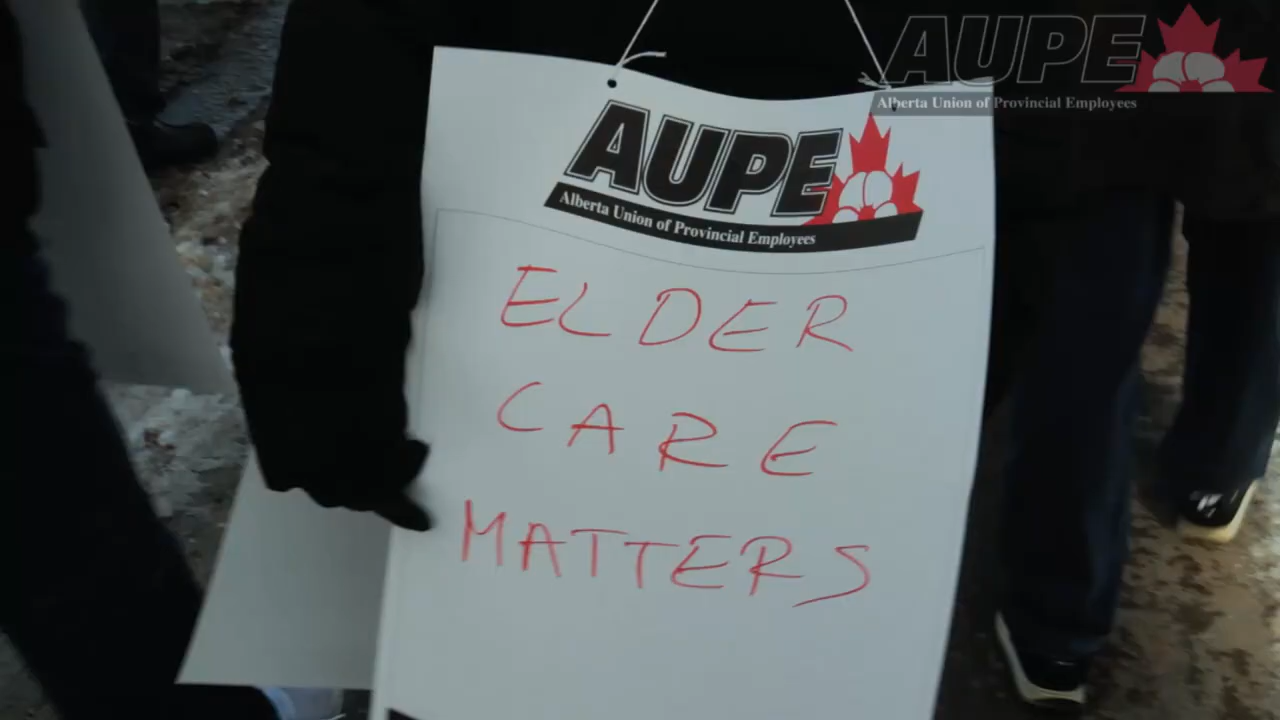 AUPE
Alberta Union of Provincial Employees
AUPE
Alberta Union of Provincial Employees
ELDER
CARE
MATTERS